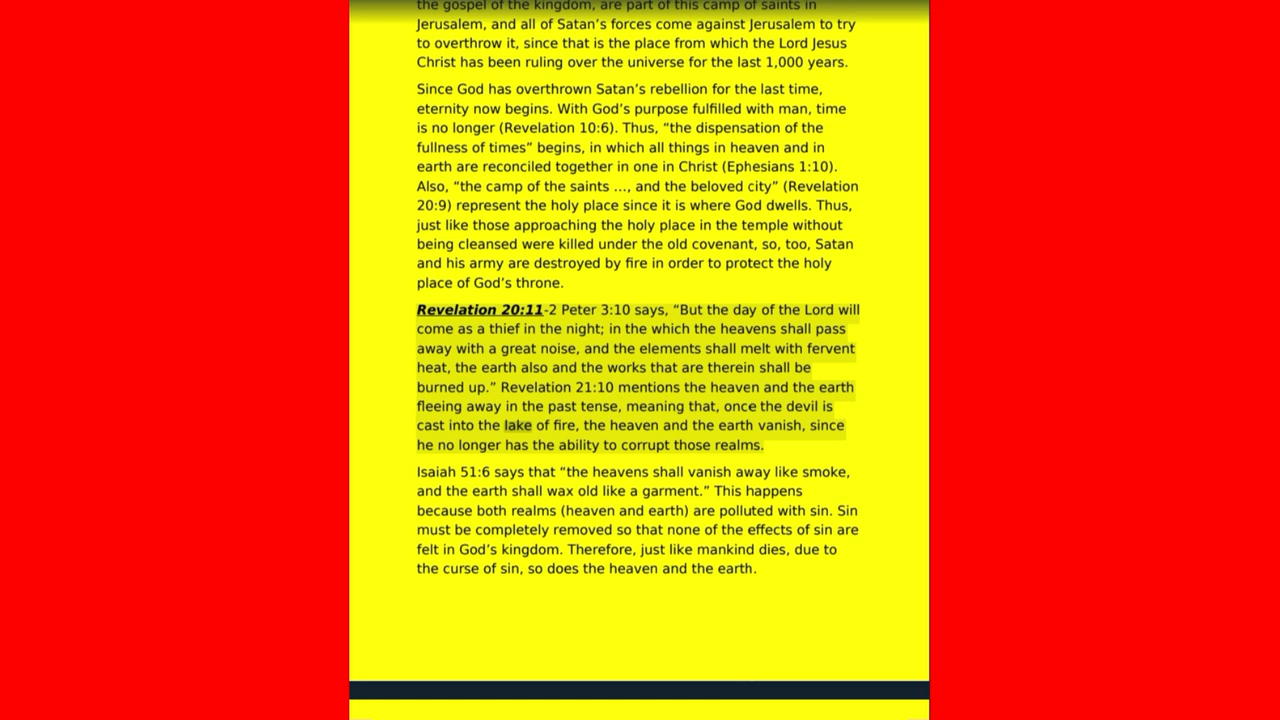 the gospel of the kingdom, are part of this camp of saints in
Jerusalem, and all of Satan’s forces come against Jerusalem to try
to overthrow it, since that is the place from which the Lord Jesus
Christ has been ruling over the universe for the last 1,000 years.
Since God has overthrown Satan’s rebellion for the last time,
eternity now begins. With God’s purpose fulfilled with man, time
is no longer (Revelation 10:6). Thus, “the dispensation of the
fullness of times” begins, in which all things in heaven and in
earth are reconciled together in one in Christ (Ephesians 1:10).
Also, “the camp of the saints …, and the beloved city” (Revelation
20:9) represent the holy place since it is where God dwells. Thus,
just like those approaching the holy place in the temple without
being cleansed were killed under the old covenant, so, too, Satan
and his army are destroyed by fire in order to protect the holy
place of God’s throne.
Revelation 20:11-2 Peter 3:10 says, “But the day of the Lord will
come as a thief in the night; in the which the heavens shall pass
away with a great noise, and the elements shall melt with fervent
heat, the earth also and the works that are therein shall be
burned up.” Revelation 21:10 mentions the heaven and the earth
fleeing away in the past tense, meaning that, once the devil is
cast into the lake of fire, the heaven and the earth vanish, since
he no longer has the ability to corrupt those realms.
Isaiah 51:6 says that “the heavens shall vanish away like smoke,
and the earth shall wax old like a garment.” This happens
because both realms (heaven and earth) are polluted with sin. Sin
must be completely removed so that none of the effects of sin are
felt in God’s kingdom. Therefore, just like mankind dies, due to
the curse of sin, so does the heaven and the earth.